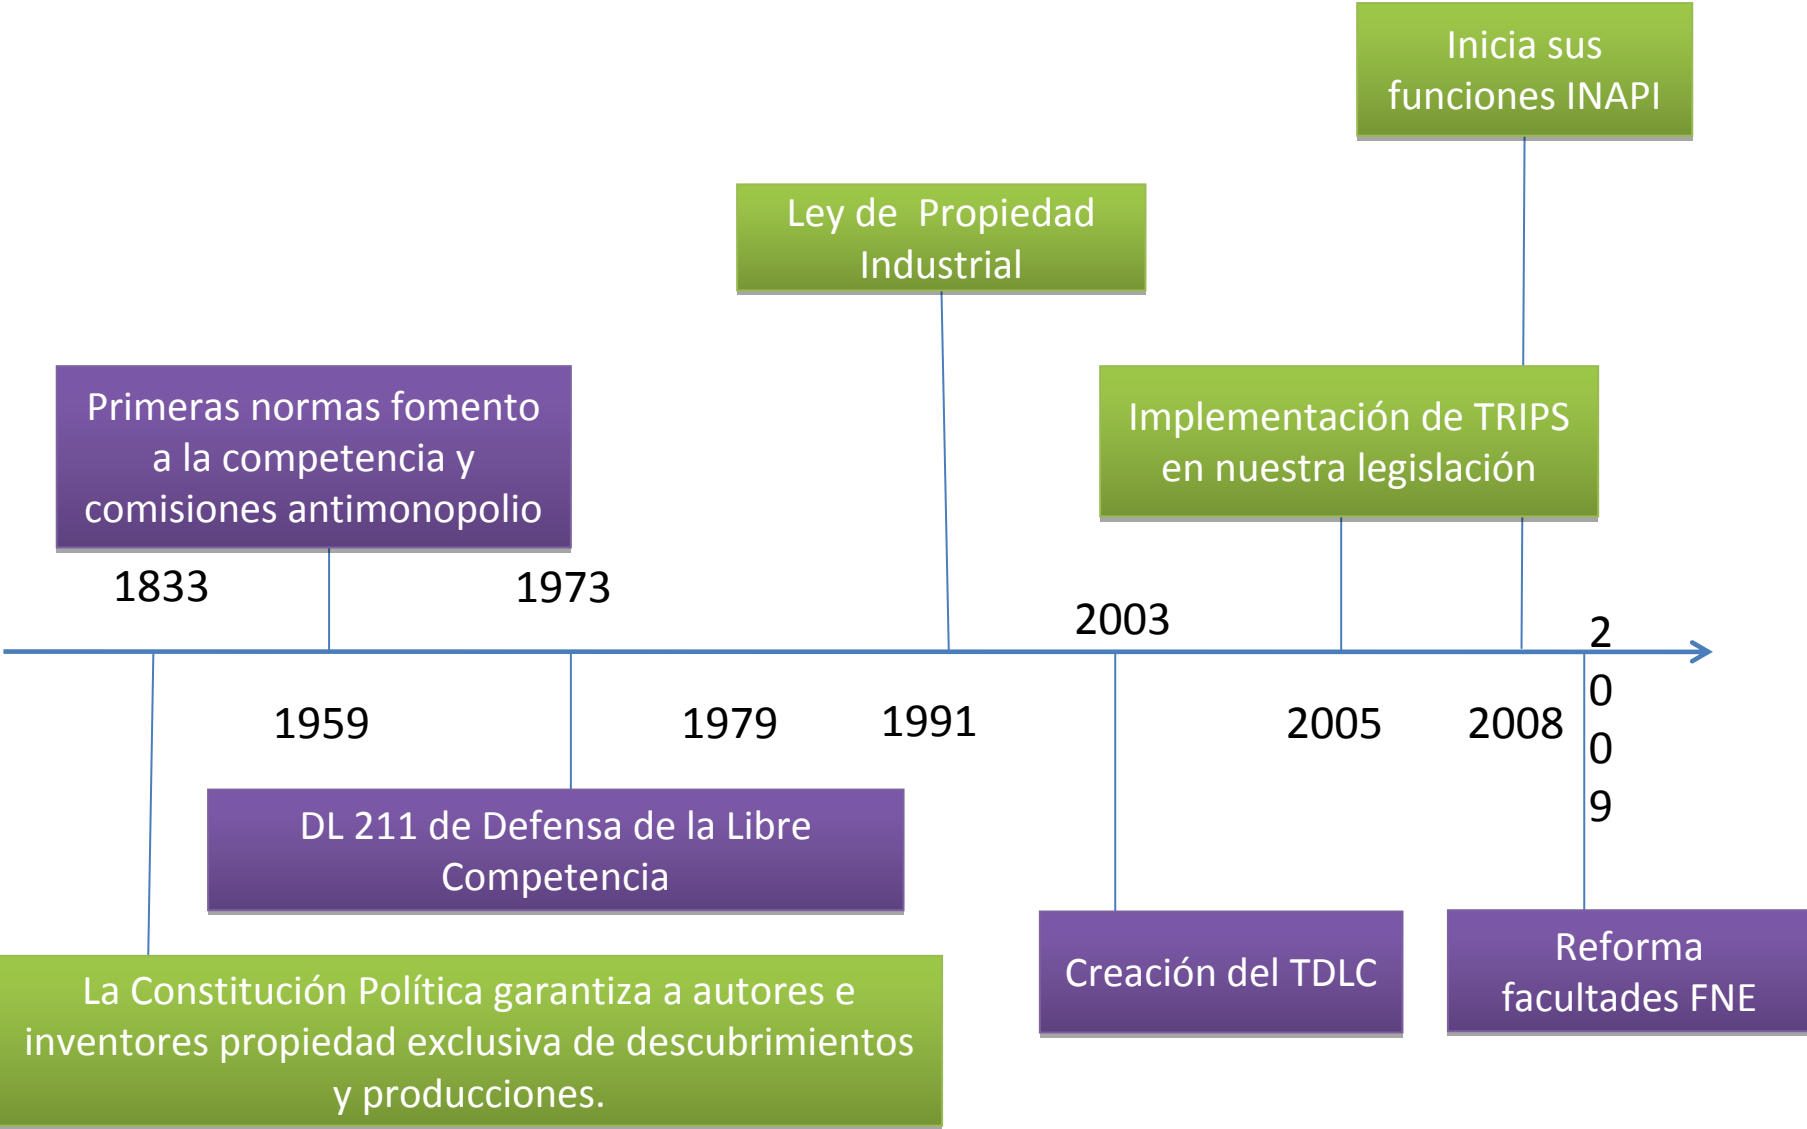 Inicia sus
funciones INAPI
Ley de Propiedad
Industrial
Primeras normas fomento
a la competencia y
comisiones antimonopolio
Implementación de TRIPS
en nuestra legislación
1833
1973
2003
2
0
0
9
1959
1979
1991
2005
2008
DL 211 de Defensa de la Libre
Competencia
Creación del TDLC
Reforma
facultades FNE
La Constitución Política garantiza a autores e
inventores propiedad exclusiva de descubrimientos
y producciones.